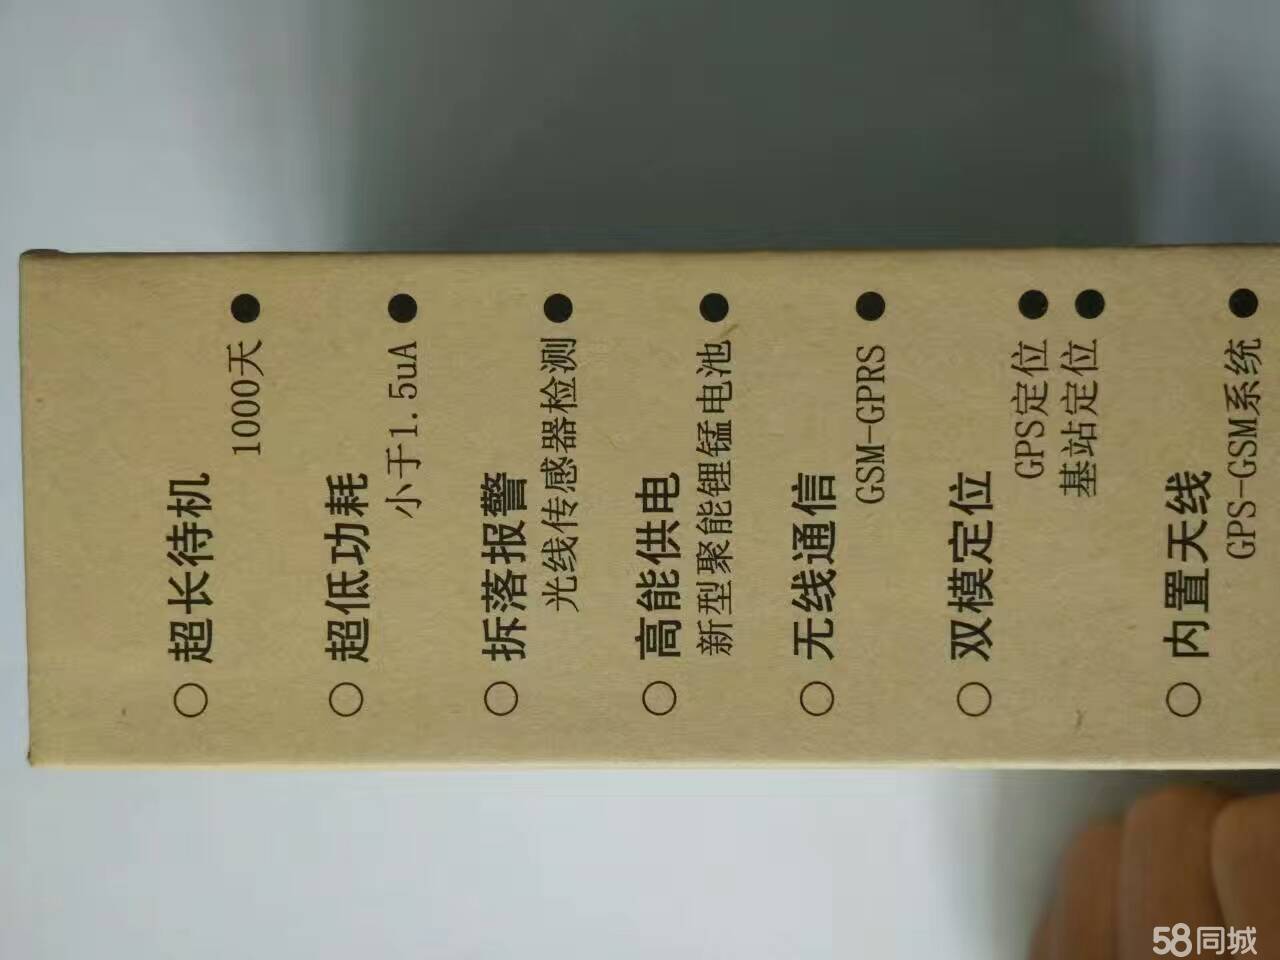 ○ 超长待机
1000天 ●
○ 超低功耗
小于1.5uA ●
○ 拆落报警
光线传感器检测 ●
○ 高能供电
新型聚能锂锰电池 ●
○ 无线通信
GSM-GPRS ●
○ 双模定位
GPS定位 ●
基站定位 ●
○ 内置天线
GPS-GSM系统 ●
58同城